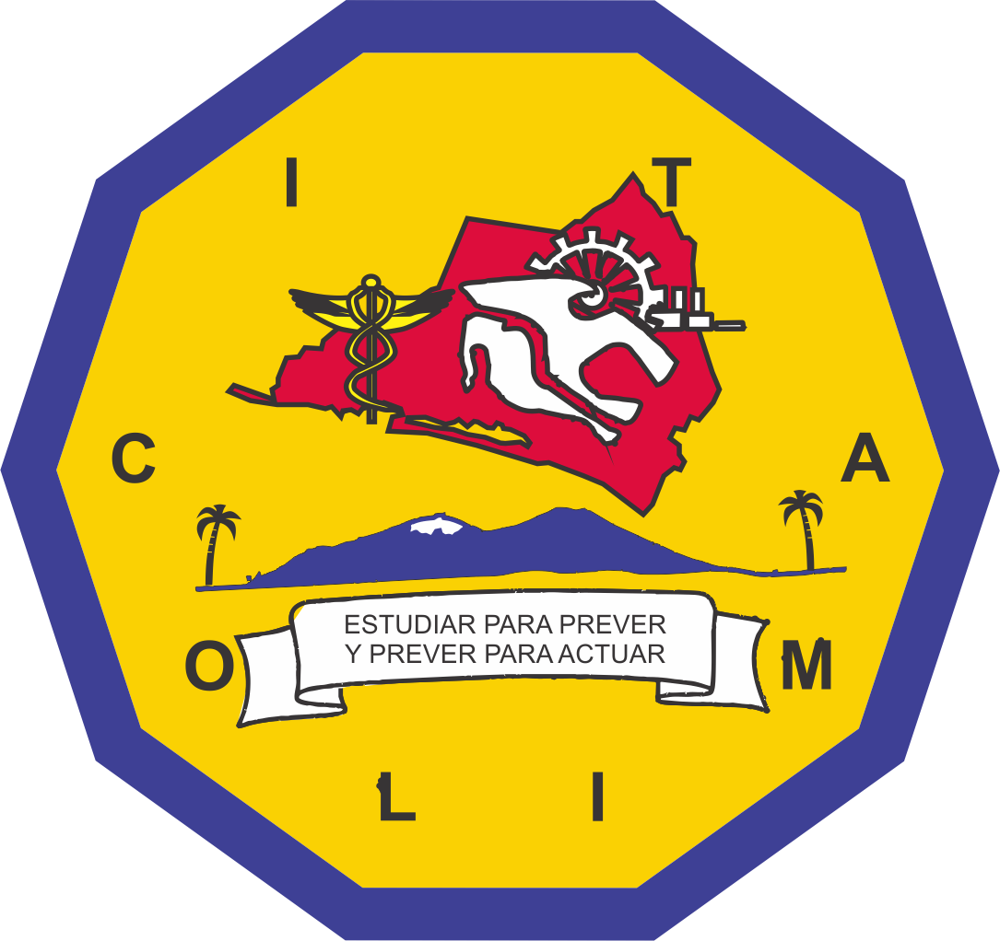 I T
C A
ESTUDIAR PARA PREVER
Y PREVER PARA ACTUAR
O M
L I